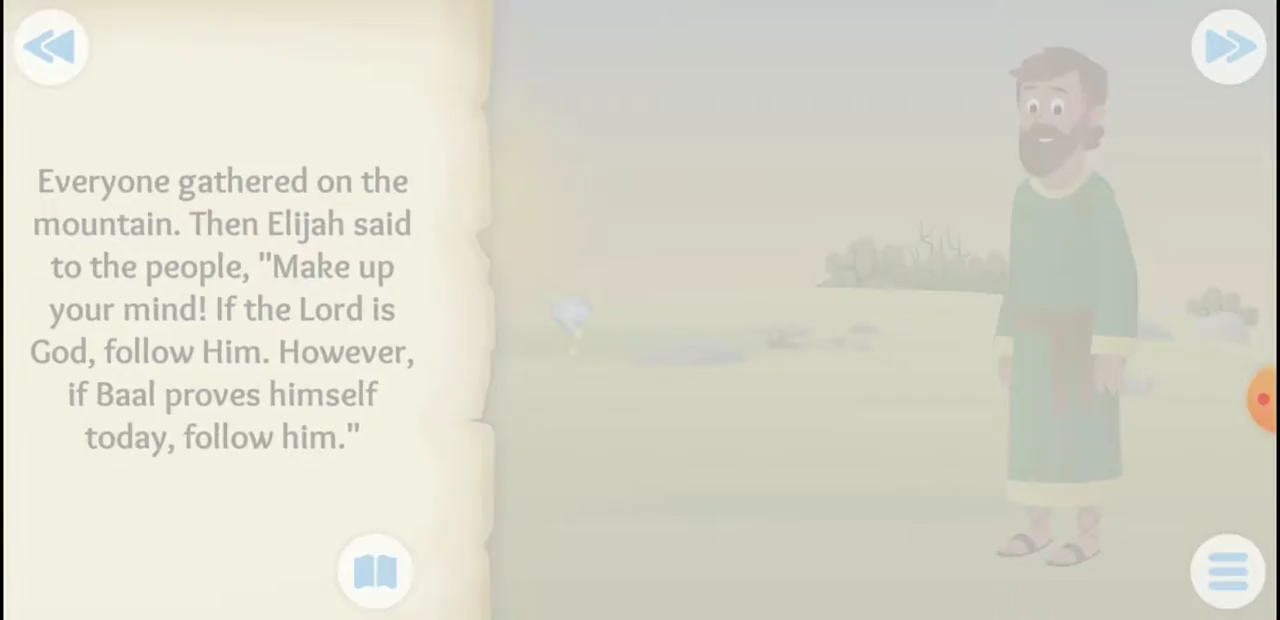 Everyone gathered on the
mountain. Then Elijah said
to the people, "Make up
your mind! If the Lord is
God, follow Him. However,
if Baal proves himself
today, follow him."